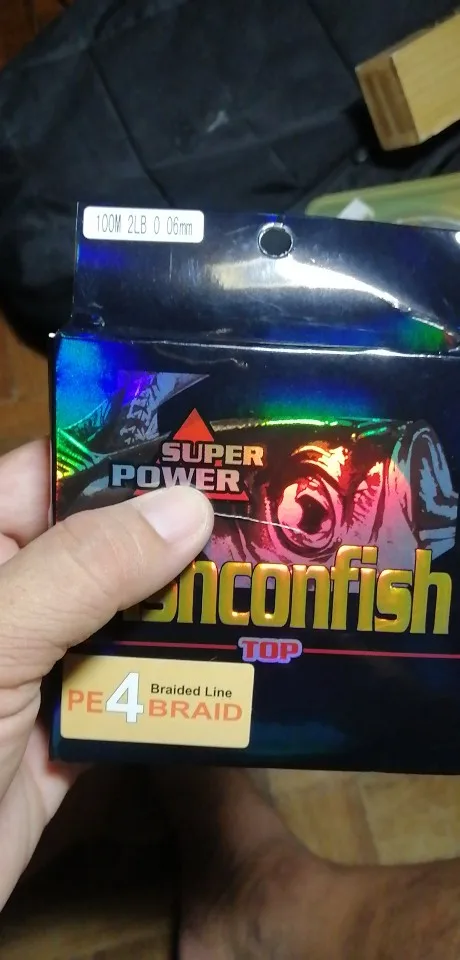 100M 2LB 0 06mm
SUPER
POWER
TOP
PE4 Braided Line
BRAID